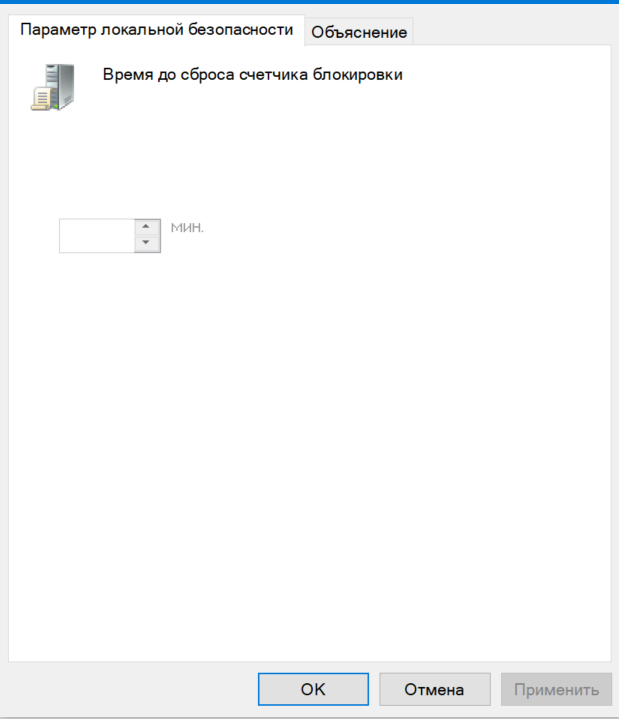 Параметр локальной безопасности Объяснение
Время до сброса счетчика блокировки
мин.
OK Отмена Применить